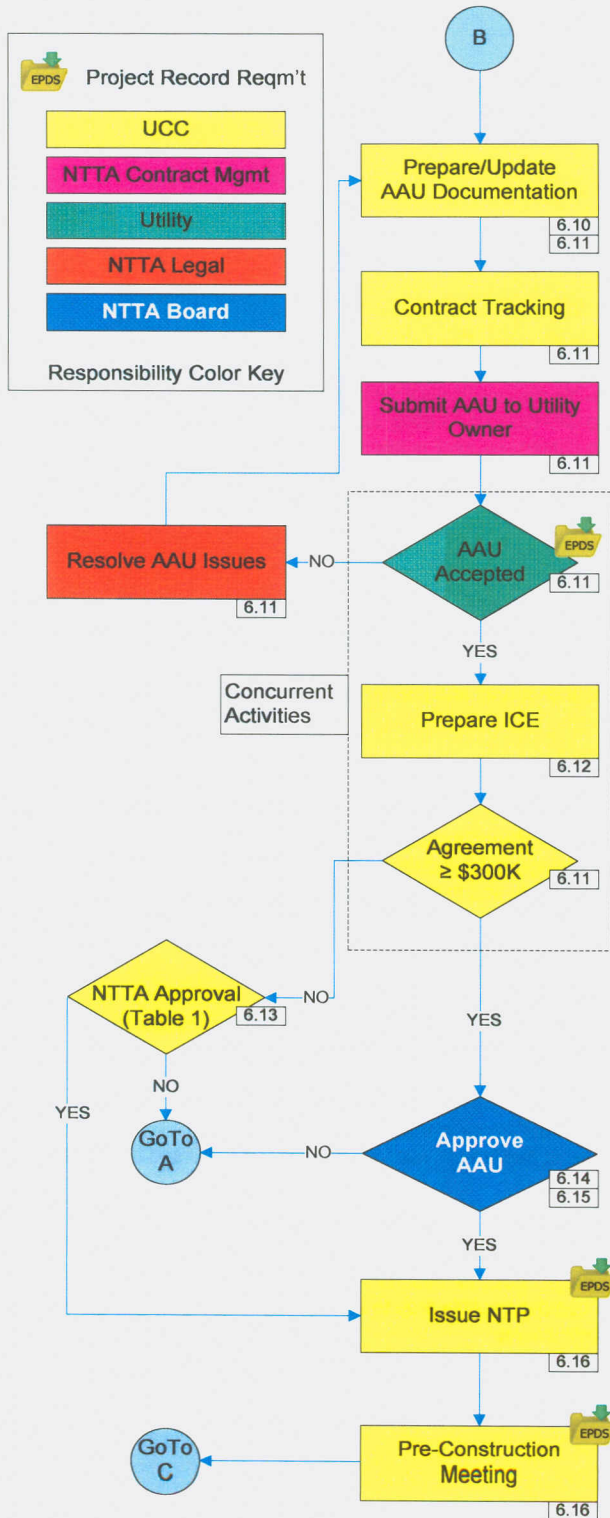 EPDS
Project Record Reqm't
UCC
NTTA Contract Mgmt
Utility
NTTA Legal
NTTA Board
Responsibility Color Key
B
Prepare/Update
AAU Documentation
6.10
6.11
Contract Tracking
6.11
Submit AAU to Utility
Owner
6.11
EPDS
AAU
Accepted
6.11
NO
Resolve AAU Issues
6.11
YES
Concurrent
Activities
Prepare ICE
6.12
Agreement
≥ $300K
6.11
NO
NTTA Approval
(Table 1)
6.13
YES
NO
YES
GoTo
A
NO
Approve
AAU
6.14
6.15
YES
EPDS
Issue NTP
6.16
EPDS
Pre-Construction
Meeting
6.16
GoTo
C